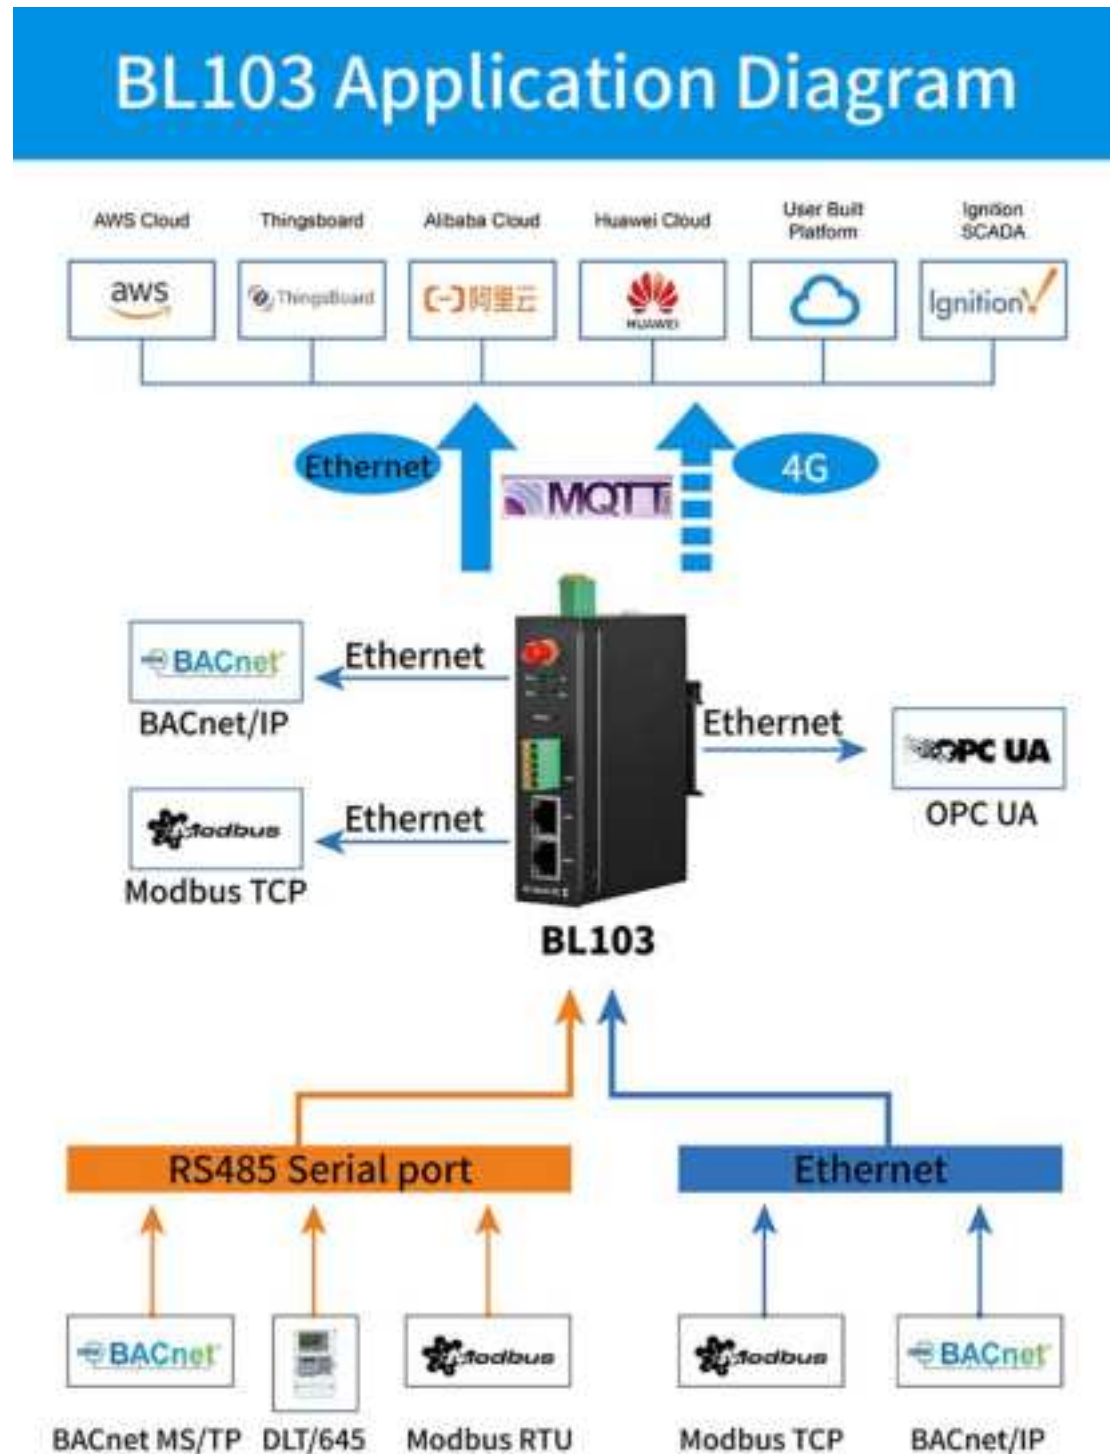 BL103 Application Diagram
AWS Cloud
Thingsboard
Alibaba Cloud
Huawei Cloud
User Built
Platform
Ignition
SCADA
aws
ThingsBoard
阿里云
HUAWEI
Ignition
Ethernet
MQTT
4G
BACnet
BACnet/IP
Ethernet
Modbus
Modbus TCP
Ethernet
Ethernet
OPC UA
OPC UA
BL103
RS485 Serial port
Ethernet
BACnet
Modbus
Modbus
BACnet
BACnet MS/TP
DLT/645
Modbus RTU
Modbus TCP
BACnet/IP